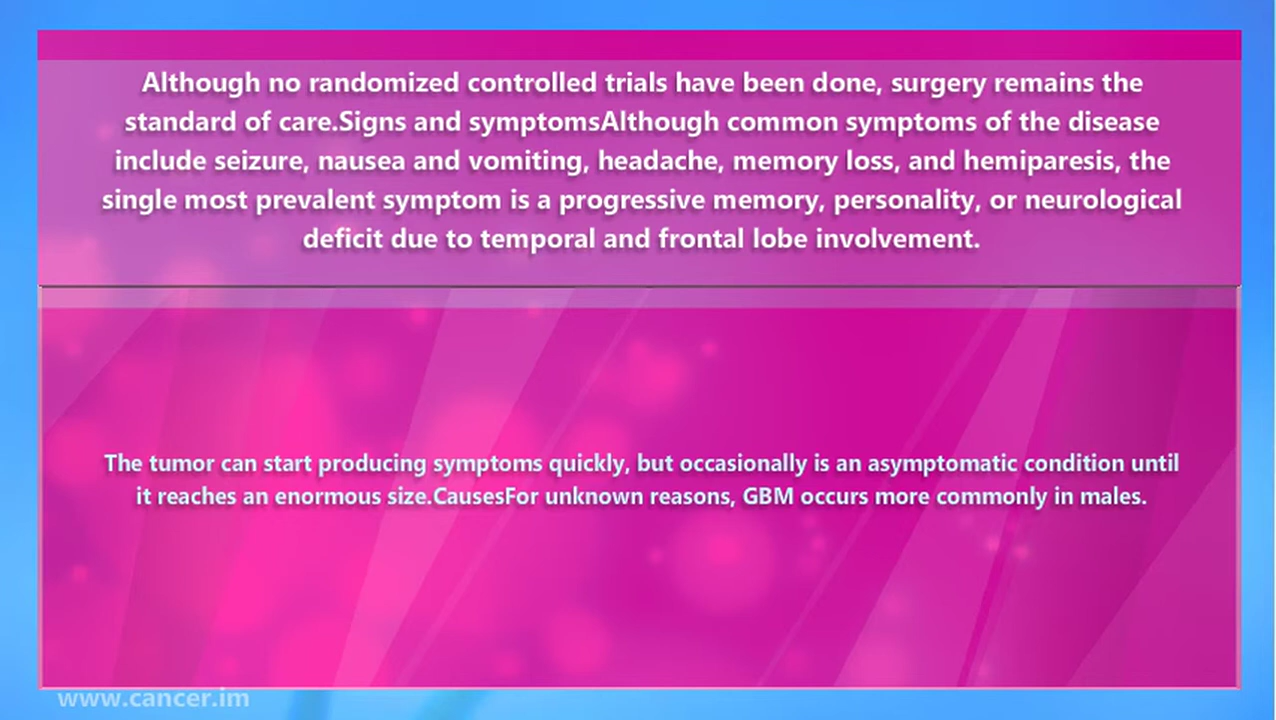 Although no randomized controlled trials have been done, surgery remains the
standard of care.Signs and symptomsAlthough common symptoms of the disease
include seizure, nausea and vomiting, headache, memory loss, and hemiparesis, the
single most prevalent symptom is a progressive memory, personality, or neurological
deficit due to temporal and frontal lobe involvement.
The tumor can start producing symptoms quickly, but occasionally is an asymptomatic condition until
it reaches an enormous size.CausesFor unknown reasons, GBM occurs more commonly in males.
www.cancer.im